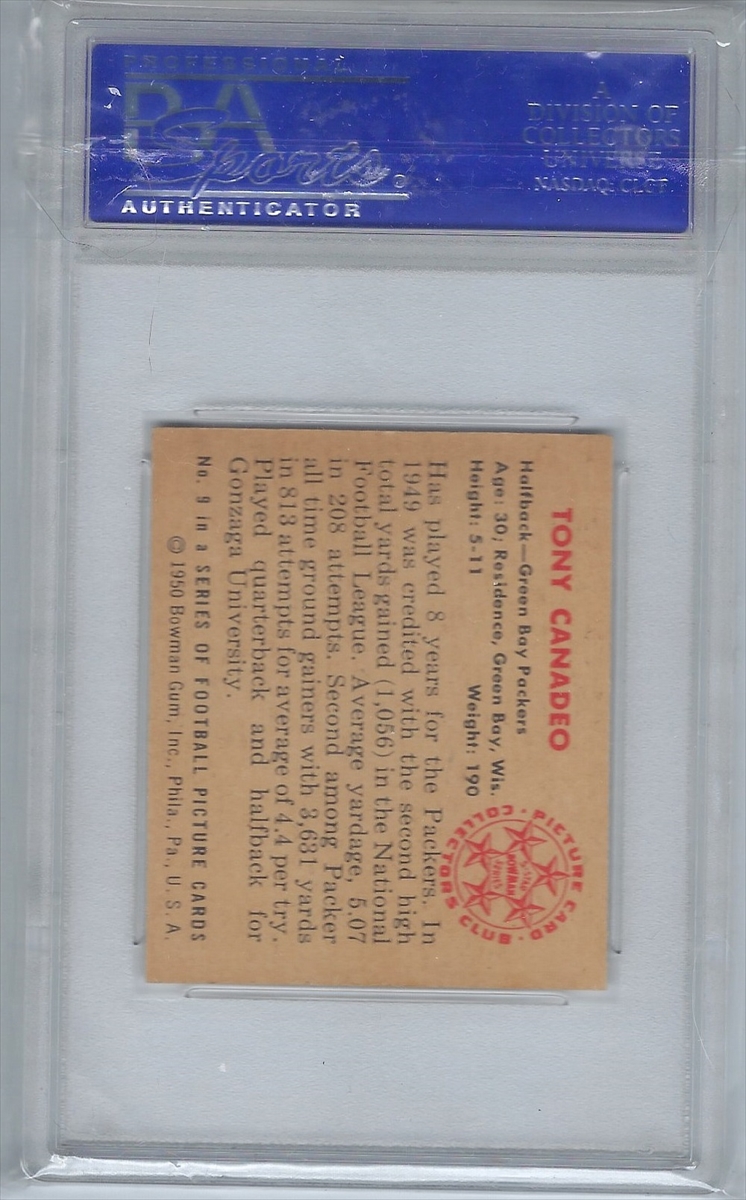 PROFESSIONAL
PSA
Sports
AUTHENTICATOR
A
DIVISION OF
COLLECTORS
UNIVERSE
NASDAQ: CLCT
TONY CANADEO
Halfback—Green Bay Packers
Age: 30; Residence, Green Bay, Wis.
Height: 5-11 Weight: 190
Has played 8 years for the Packers. In
1949 was credited with the second high
total yards gained (1,056) in the National
Football League. Average yardage, 5.07
in 208 attempts. Second among Packer
all time ground gainers with 3,631 yards
in 813 attempts for average of 4.4 per try.
Played quarterback and halfback for
Gonzaga University.
No. 9 in a SERIES OF FOOTBALL PICTURE CARDS
© 1950 Bowman Gum, Inc., Phila., Pa., U. S. A.
PICTURE CARD
COLLECTORS CLUB
5-STAR
BOWMAN
SERIES